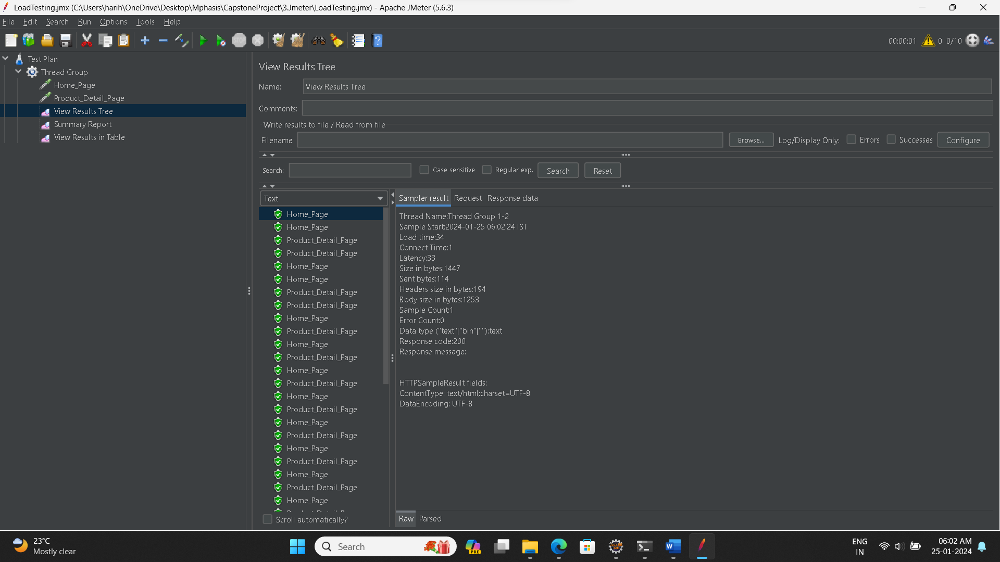 LoadTesting.jmx (C:\Users\harih\OneDrive\Desktop\Mphasis\CapstoneProject\3.Jmeter\LoadTesting.jmx) - Apache JMeter (5.6.3)
File Edit Search Run Options Tools Help
STOP
00:00:01 0 0/10
Test Plan
Thread Group
Home_Page
Product_Detail_Page
View Results Tree
Summary Report
View Results in Table
View Results Tree
Name: View Results Tree
Comments:
Write results to file / Read from file
Filename Browse... Log/Display Only: Errors Successes Configure
Search: Case sensitive Regular exp. Search Reset
Text
Home_Page
Home_Page
Product_Detail_Page
Product_Detail_Page
Home_Page
Home_Page
Product_Detail_Page
Product_Detail_Page
Home_Page
Product_Detail_Page
Home_Page
Product_Detail_Page
Home_Page
Product_Detail_Page
Home_Page
Product_Detail_Page
Home_Page
Product_Detail_Page
Home_Page
Product_Detail_Page
Home_Page
Product_Detail_Page
Home_Page
Scroll automatically?
Sampler result Request Response data
Thread Name:Thread Group 1-2
Sample Start:2024-01-25 06:02:24 IST
Load time:34
Connect Time:1
Latency:33
Size in bytes:1447
Sent bytes:114
Headers size in bytes:194
Body size in bytes:1253
Sample Count:1
Error Count:0
Data type ("text"|"bin"|""):text
Response code:200
Response message:
HTTPSampleResult fields:
ContentType: text/html;charset=UTF-8
DataEncoding: UTF-8
Raw Parsed
23°C
Mostly clear
Search
PRE
ENG
IN
06:02 AM
25-01-2024